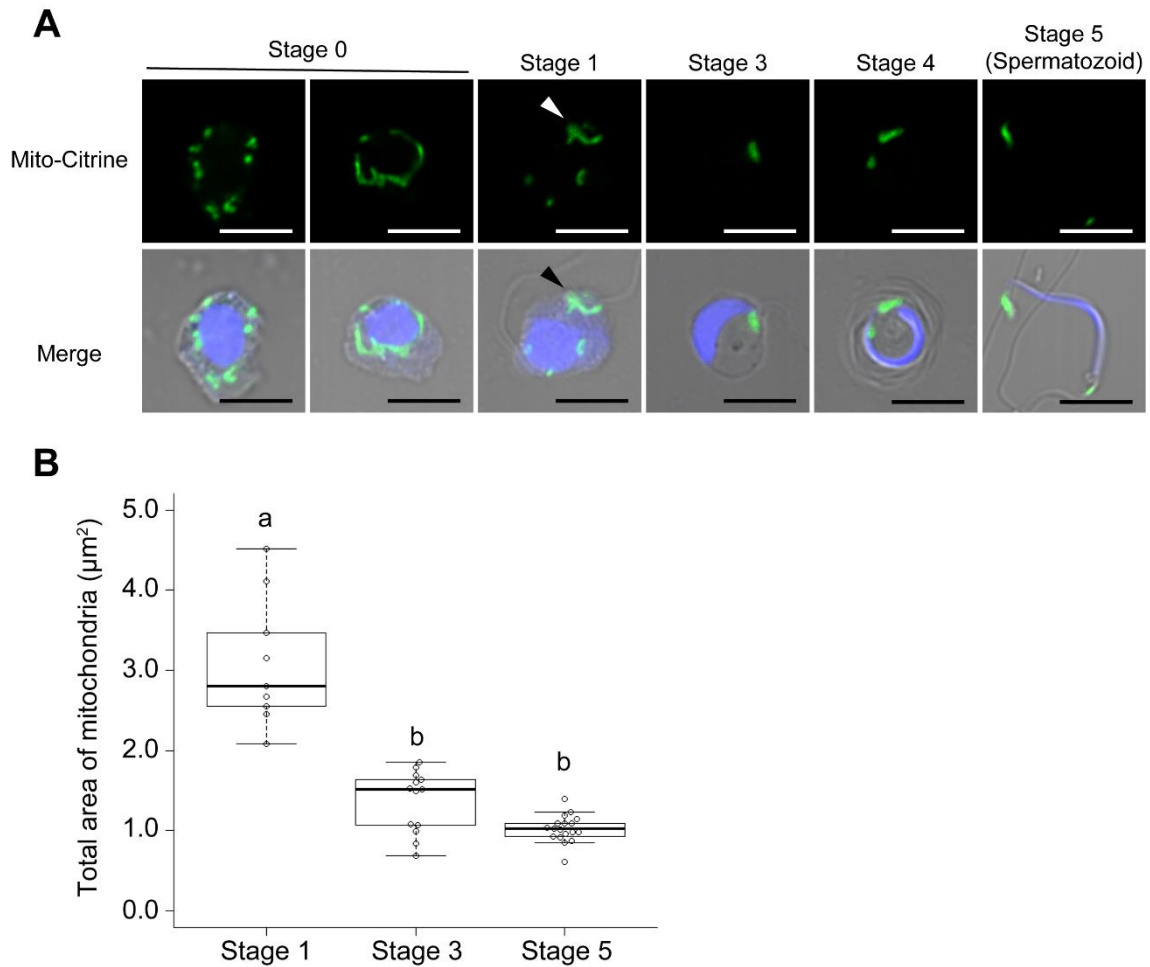 A
Stage 0
Stage 1
Stage 3
Stage 4
Stage 5
(Spermatozoid)
Mito-Citrine
Merge
B
Total area of mitochondria (µm²)
5.0
4.0
3.0
2.0
1.0
0.0
a
b
b
Stage 1
Stage 3
Stage 5